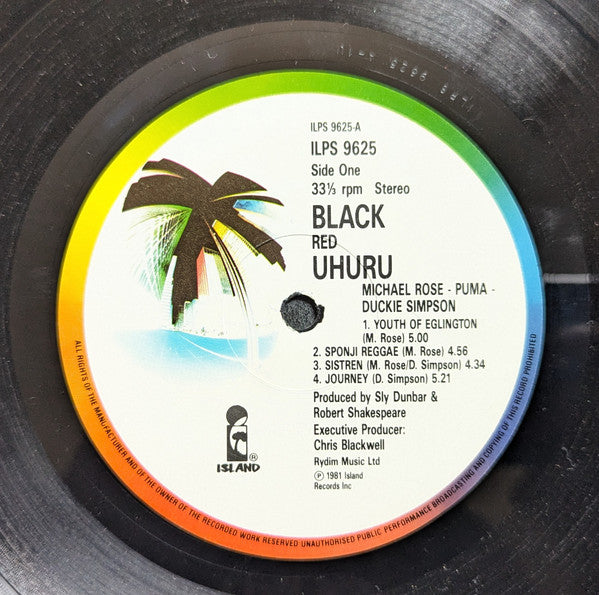 ILPS 9625-A
ILPS 9625
Side One
33⅓ rpm Stereo
BLACK
RED
UHURU
MICHAEL ROSE - PUMA -
DUCKIE SIMPSON
1. YOUTH OF EGLINGTON
(M. Rose) 5.00
2. SPONJI REGGAE (M. Rose) 4.56
3. SISTREN (M. Rose/D. Simpson) 4.34
4. JOURNEY (D. Simpson) 5.21
Produced by Sly Dunbar &
Robert Shakespeare
Executive Producer:
Chris Blackwell
Rydim Music Ltd
℗ 1981 Island
Records Inc
ISLAND®
ALL RIGHTS OF THE MANUFACTURER AND OF THE OWNER OF THE RECORDED WORK RESERVED UNAUTHORISED PUBLIC PERFORMANCE BROADCASTING AND COPYING OF THIS RECORD PROHIBITED